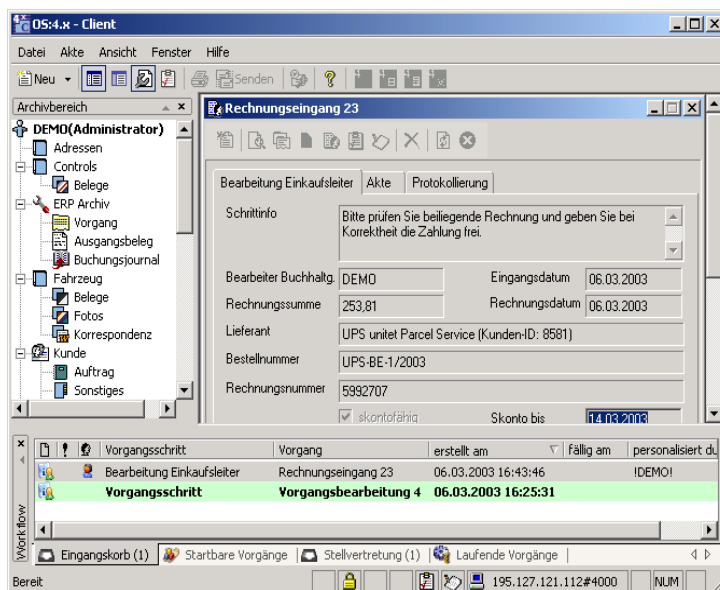 OS:4.x - Client
Datei Akte Ansicht Fenster Hilfe
Neu Senden
Archivbereich
DEMO(Administrator)
Adressen
Controls
Belege
ERP Archiv
Vorgang
Ausgangsbeleg
Buchungsjournal
Fahrzeug
Belege
Fotos
Korrespondenz
Kunde
Auftrag
Sonstiges
Rechnungseingang 23
Bearbeitung Einkaufsleiter Akte Protokollierung
Schrittinfo Bitte prüfen Sie beiliegende Rechnung und geben Sie bei
Korrektheit die Zahlung frei.
Bearbeiter Buchhaltg. DEMO Eingangsdatum 06.03.2003
Rechnungssumme 253,81 Rechnungsdatum 06.03.2003
Lieferant UPS unitet Parcel Service (Kunden-ID: 8581)
Bestellnummer UPS-BE-1/2003
Rechnungsnummer 5992707
skontofähig Skonto bis 14.03.2003
Workflow
Vorgangsschritt Vorgang erstellt am fällig am personalisiert du
Bearbeitung Einkaufsleiter Rechnungseingang 23 06.03.2003 16:43:46 !DEMO!
Vorgangsschritt Vorgangsbearbeitung 4 06.03.2003 16:25:31
Eingangskorb (1) Startbare Vorgänge Stellvertretung (1) Laufende Vorgänge
Bereit 195.127.121.112#4000 NUM